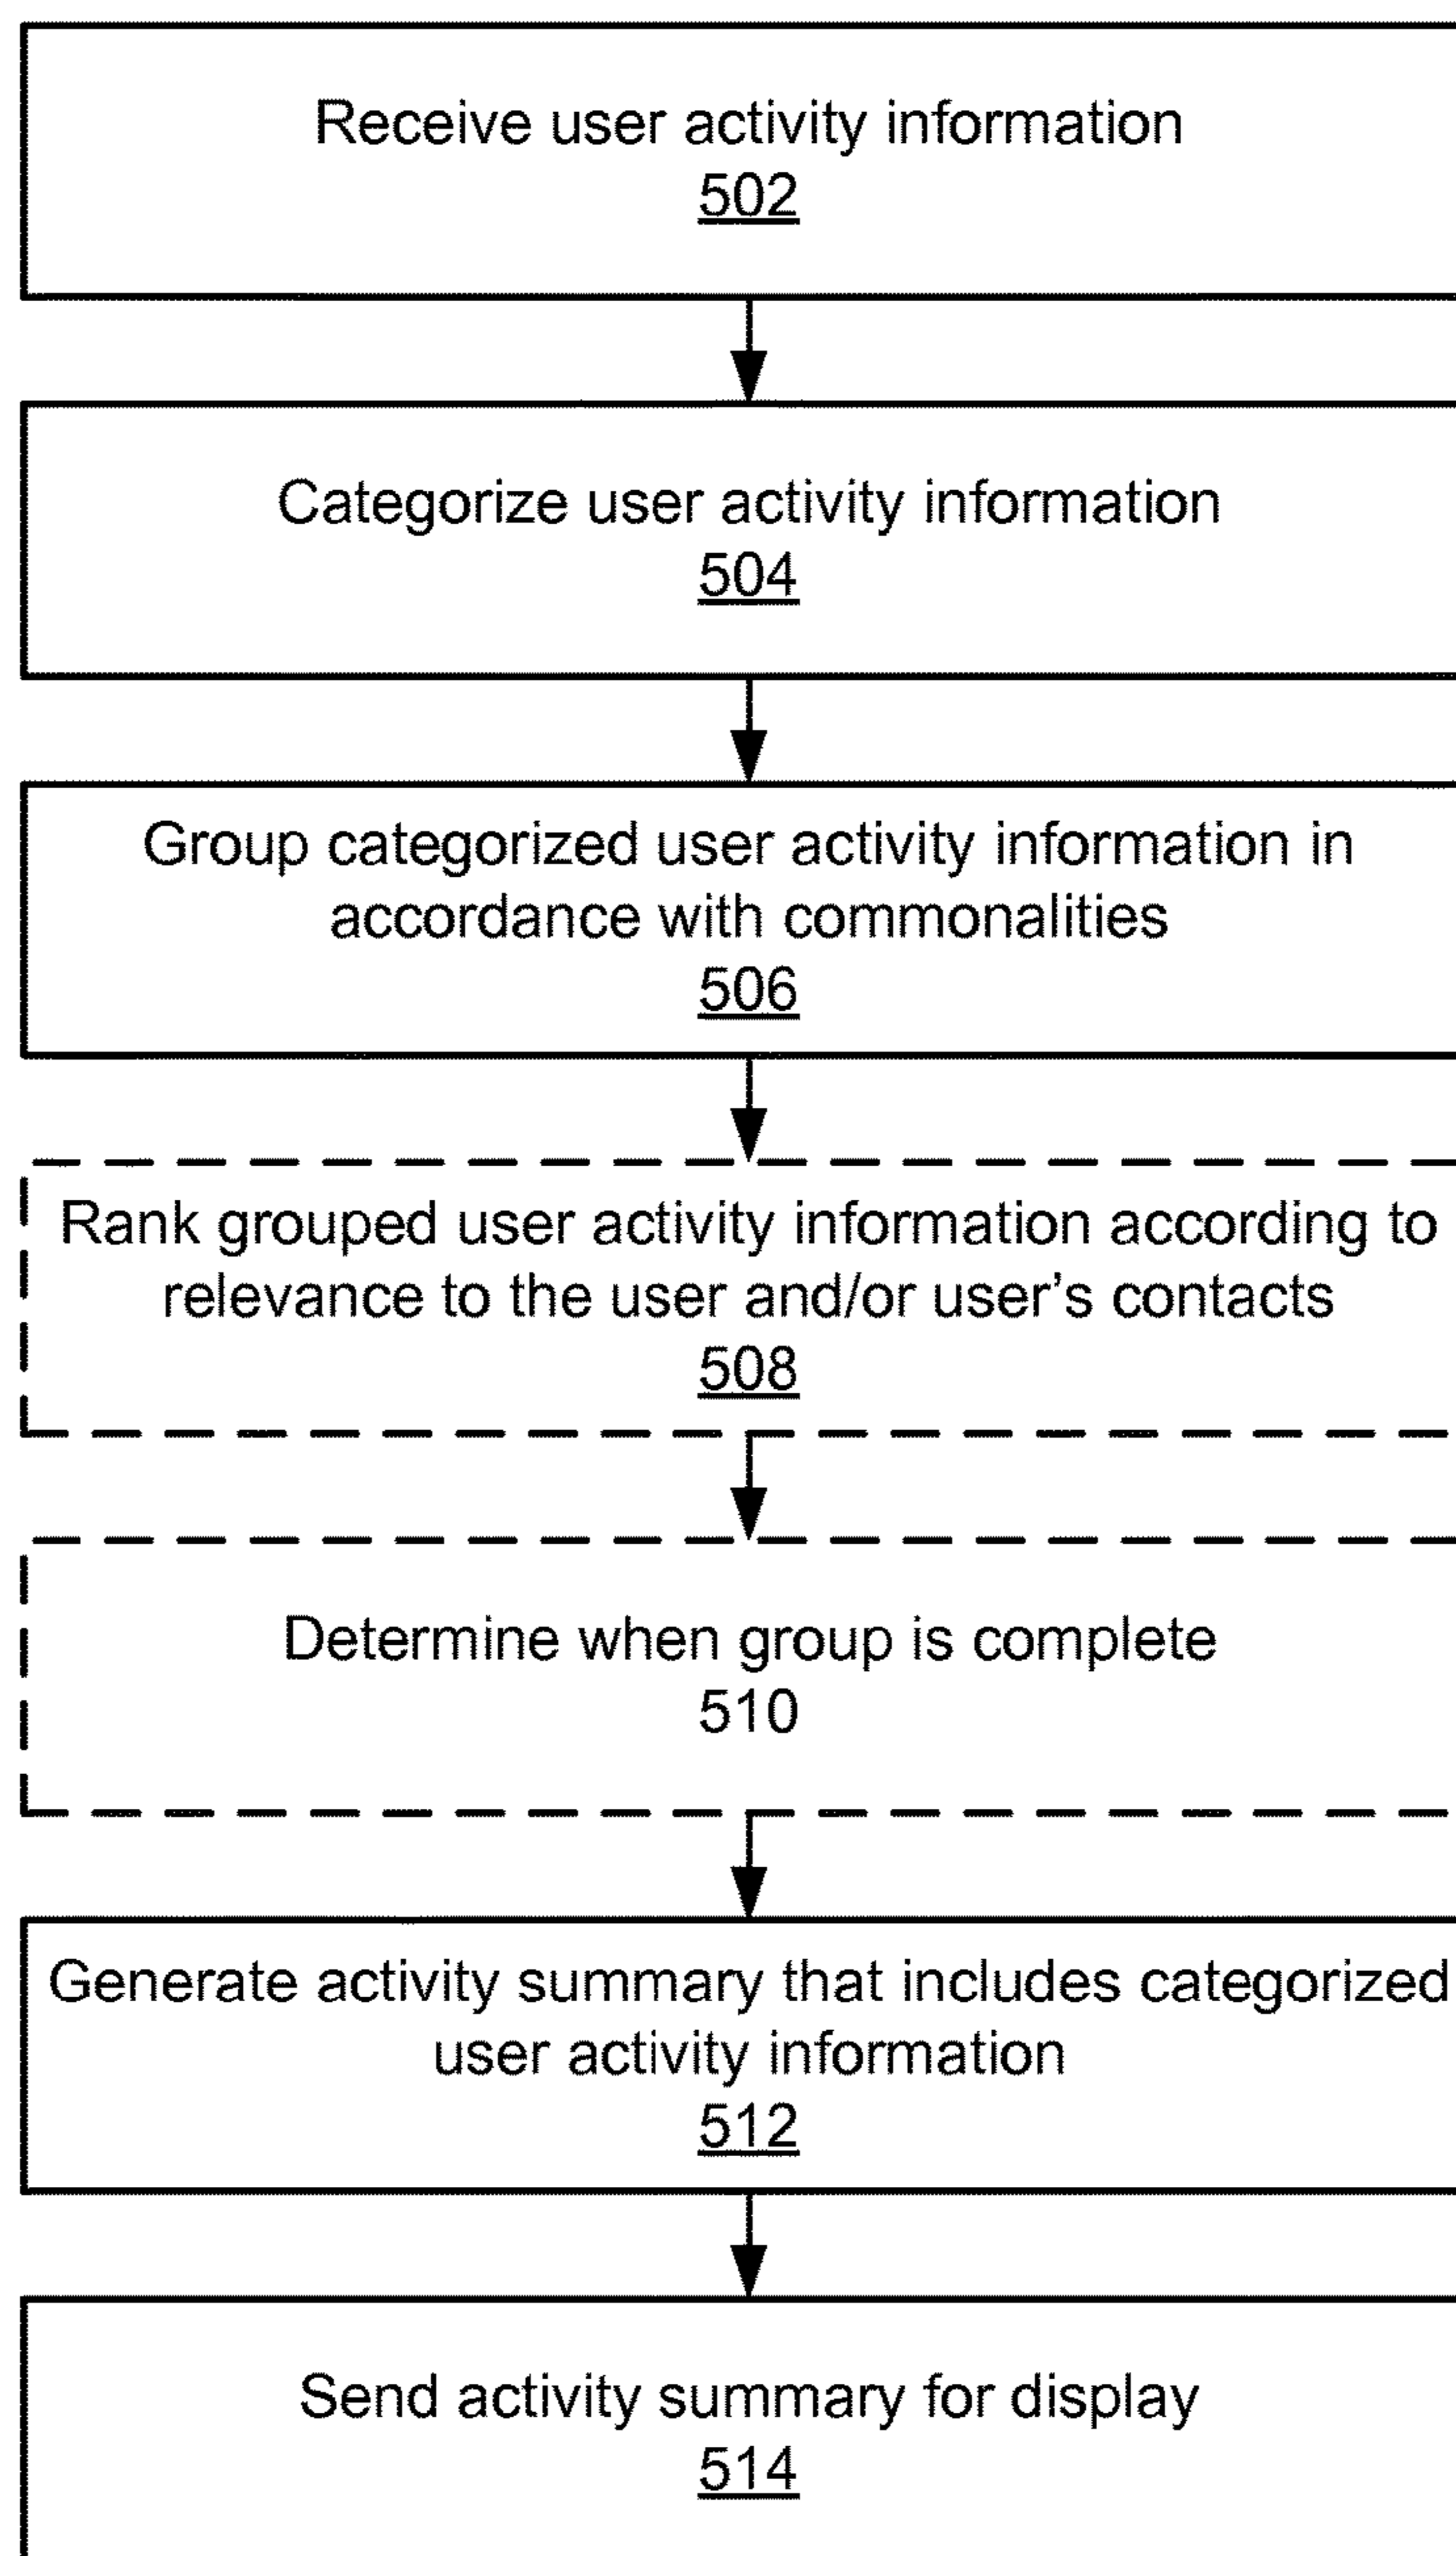 Receive user activity information
502
Categorize user activity information
504
Group categorized user activity information in
accordance with commonalities
506
Rank grouped user activity information according to
relevance to the user and/or user's contacts
508
Determine when group is complete
510
Generate activity summary that includes categorized
user activity information
512
Send activity summary for display
514